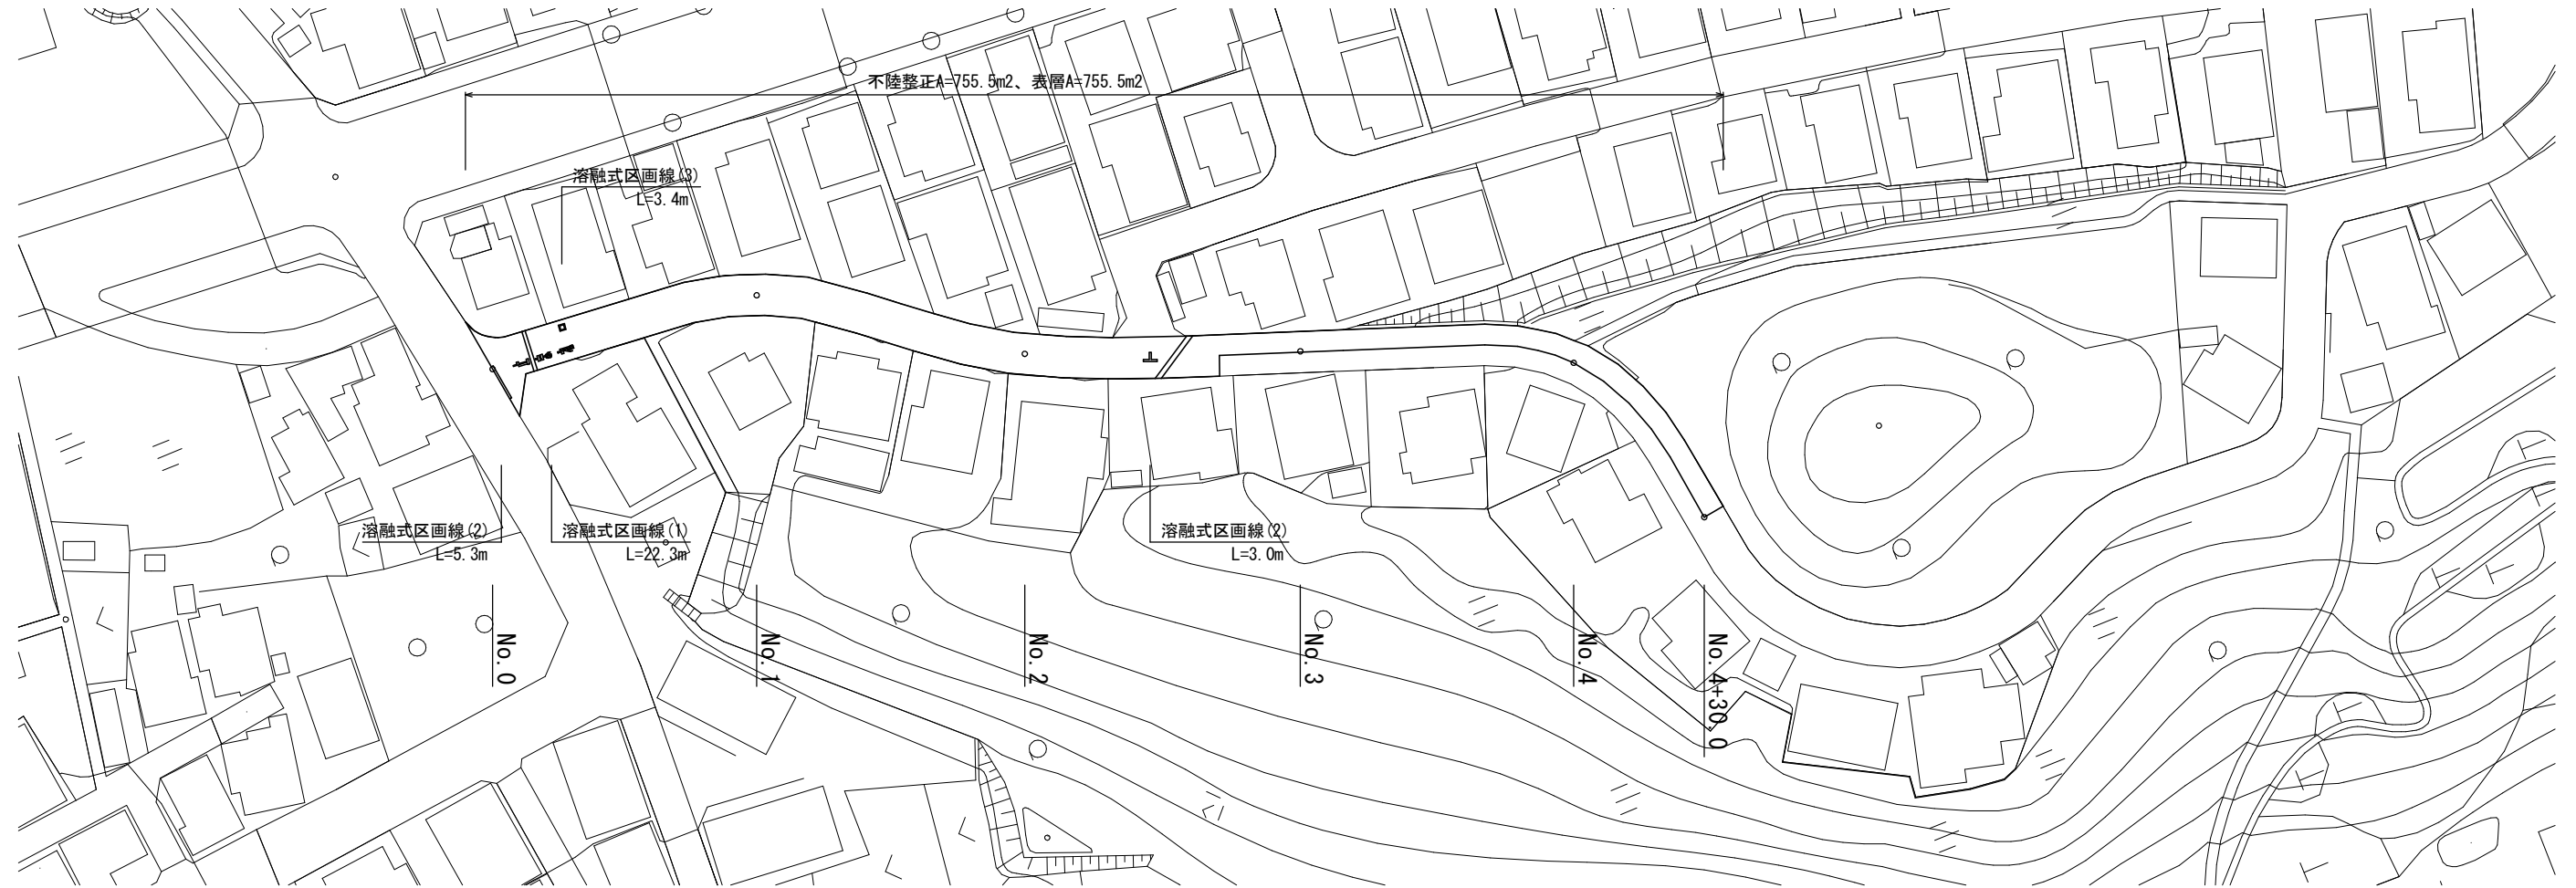 不陸整正A=755.5m2、表層A=755.5m2
溶融式区画線(3)
L=3.4m
溶融式区画線(2)
L=5.3m
溶融式区画線(1)
L=22.3m
溶融式区画線(2)
L=3.0m
No.0
No.1
No.2
No.3
No.4
No.4+30.0